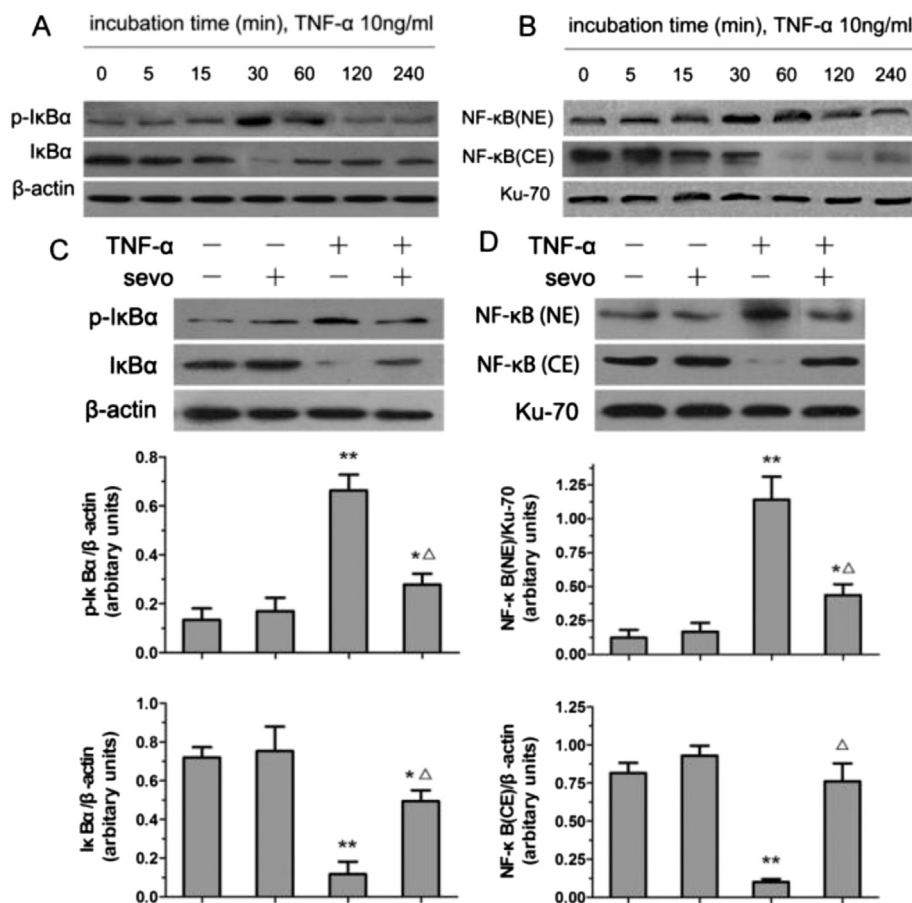 A
incubation time (min), TNF-α 10ng/ml
0 5 15 30 60 120 240
p-IκBα
IκBα
β-actin
B
incubation time (min), TNF-α 10ng/ml
0 5 15 30 60 120 240
NF-κB(NE)
NF-κB(CE)
Ku-70
C
TNF-α − − + +
sevo − + − +
p-IκBα
IκBα
β-actin
D
TNF-α − − + +
sevo − + − +
NF-κB (NE)
NF-κB (CE)
Ku-70
p-Iκ Bα/β -actin
(arbitary units)
0.8
0.6
0.4
0.2
0.0
**
* △
NF-κ B(NE)/Ku-70
(arbitary units)
1.25
1.00
0.75
0.50
0.25
0.00
**
*△
Iκ Bα/β -actin
(arbitary units)
1.0
0.8
0.6
0.4
0.2
0.0
**
* △
NF-κ B(CE)/β-actin
(arbitary units)
1.25
1.00
0.75
0.50
0.25
0.00
**
△